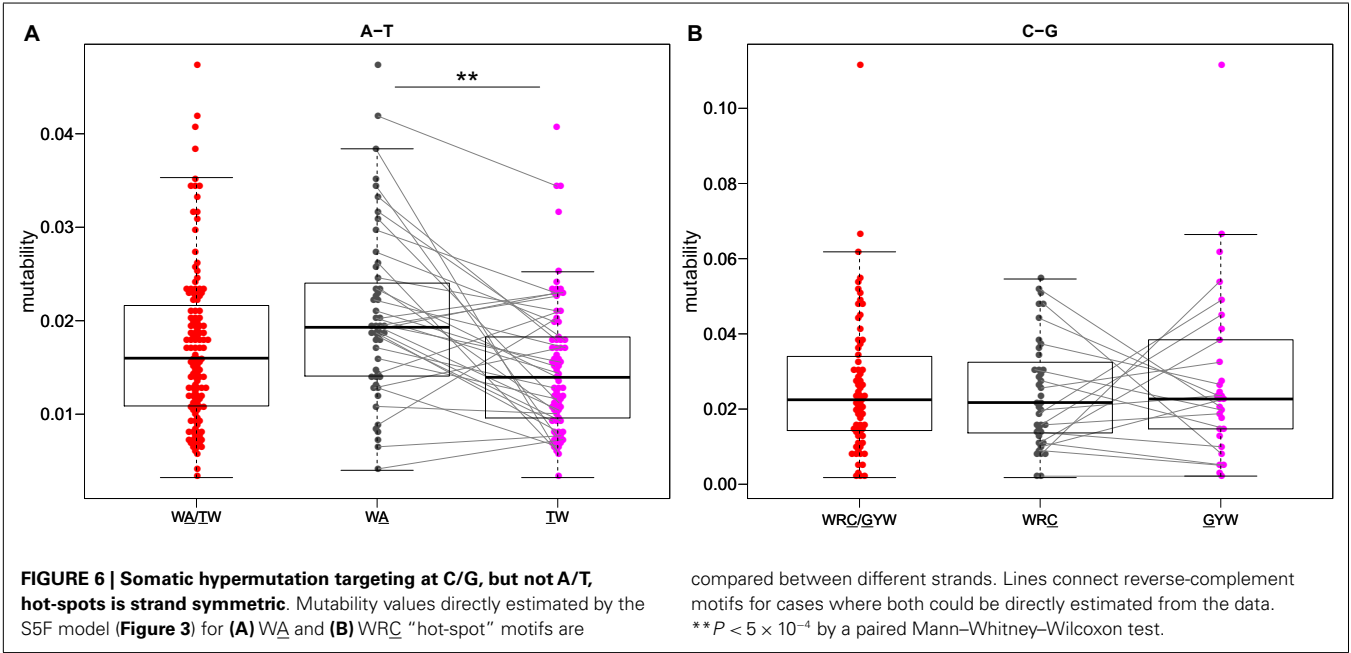 A
A–T
**
mutability
0.04
0.03
0.02
0.01
WA/TW
WA
TW
B
C–G
mutability
0.10
0.08
0.06
0.04
0.02
0.00
WRC/GYW
WRC
GYW
FIGURE 6 | Somatic hypermutation targeting at C/G, but not A/T,
hot-spots is strand symmetric. Mutability values directly estimated by the
S5F model (Figure 3) for (A) WA and (B) WRC “hot-spot” motifs are
compared between different strands. Lines connect reverse-complement
motifs for cases where both could be directly estimated from the data.
**P < 5 × 10⁻⁴ by a paired Mann–Whitney–Wilcoxon test.